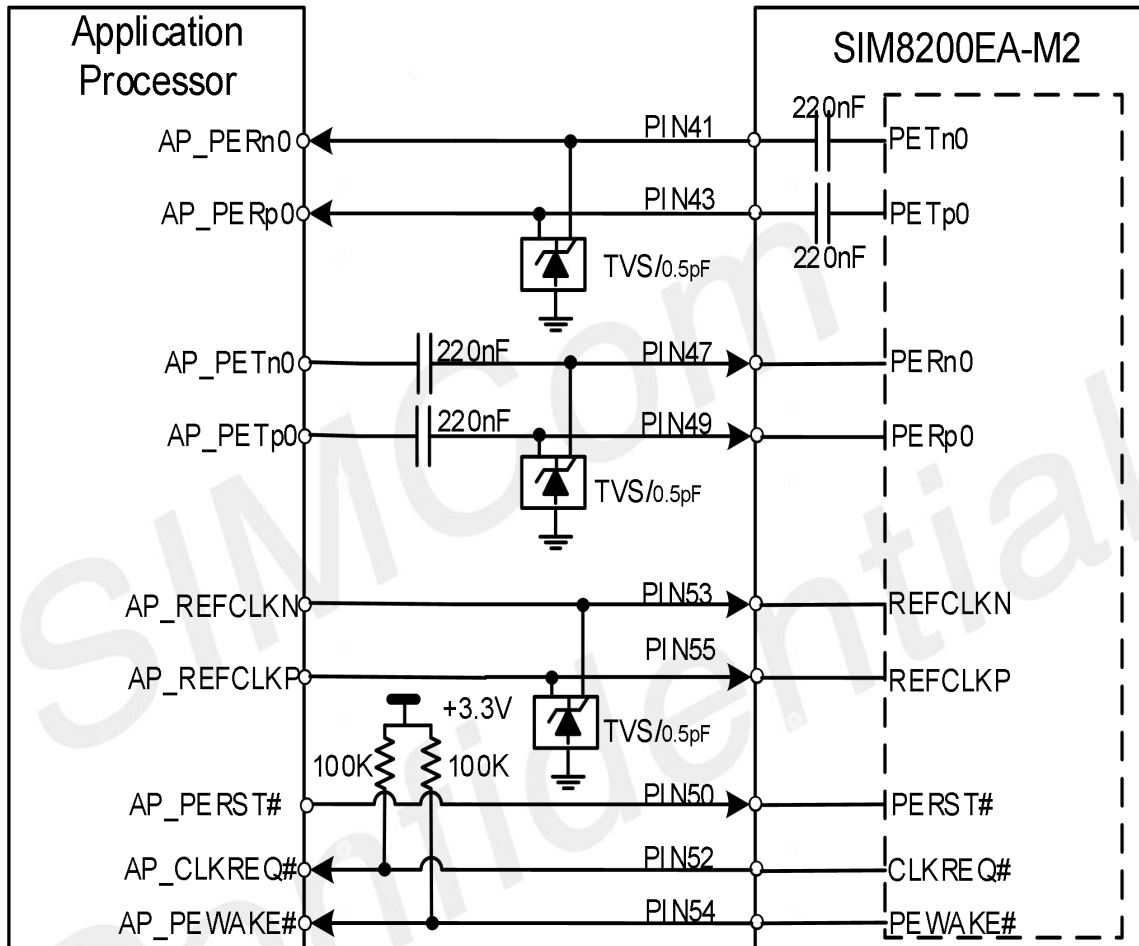 Application
Processor
SIM8200EA-M2
220nF
AP_PERn0
PIN41
PETn0
AP_PERp0
PIN43
PETp0
220nF
TVS/0.5pF
AP_PETn0
220nF
PIN47
PERn0
AP_PETp0
220nF
PIN49
PERp0
TVS/0.5pF
AP_REFCLKN
PIN53
REFCLKN
AP_REFCLKP
PIN55
REFCLKP
+3.3V
TVS/0.5pF
100K
100K
AP_PERST#
PIN50
PERST#
AP_CLKREQ#
PIN52
CLKREQ#
AP_PEWAKE#
PIN54
PEWAKE#
SIMCom
Confidential